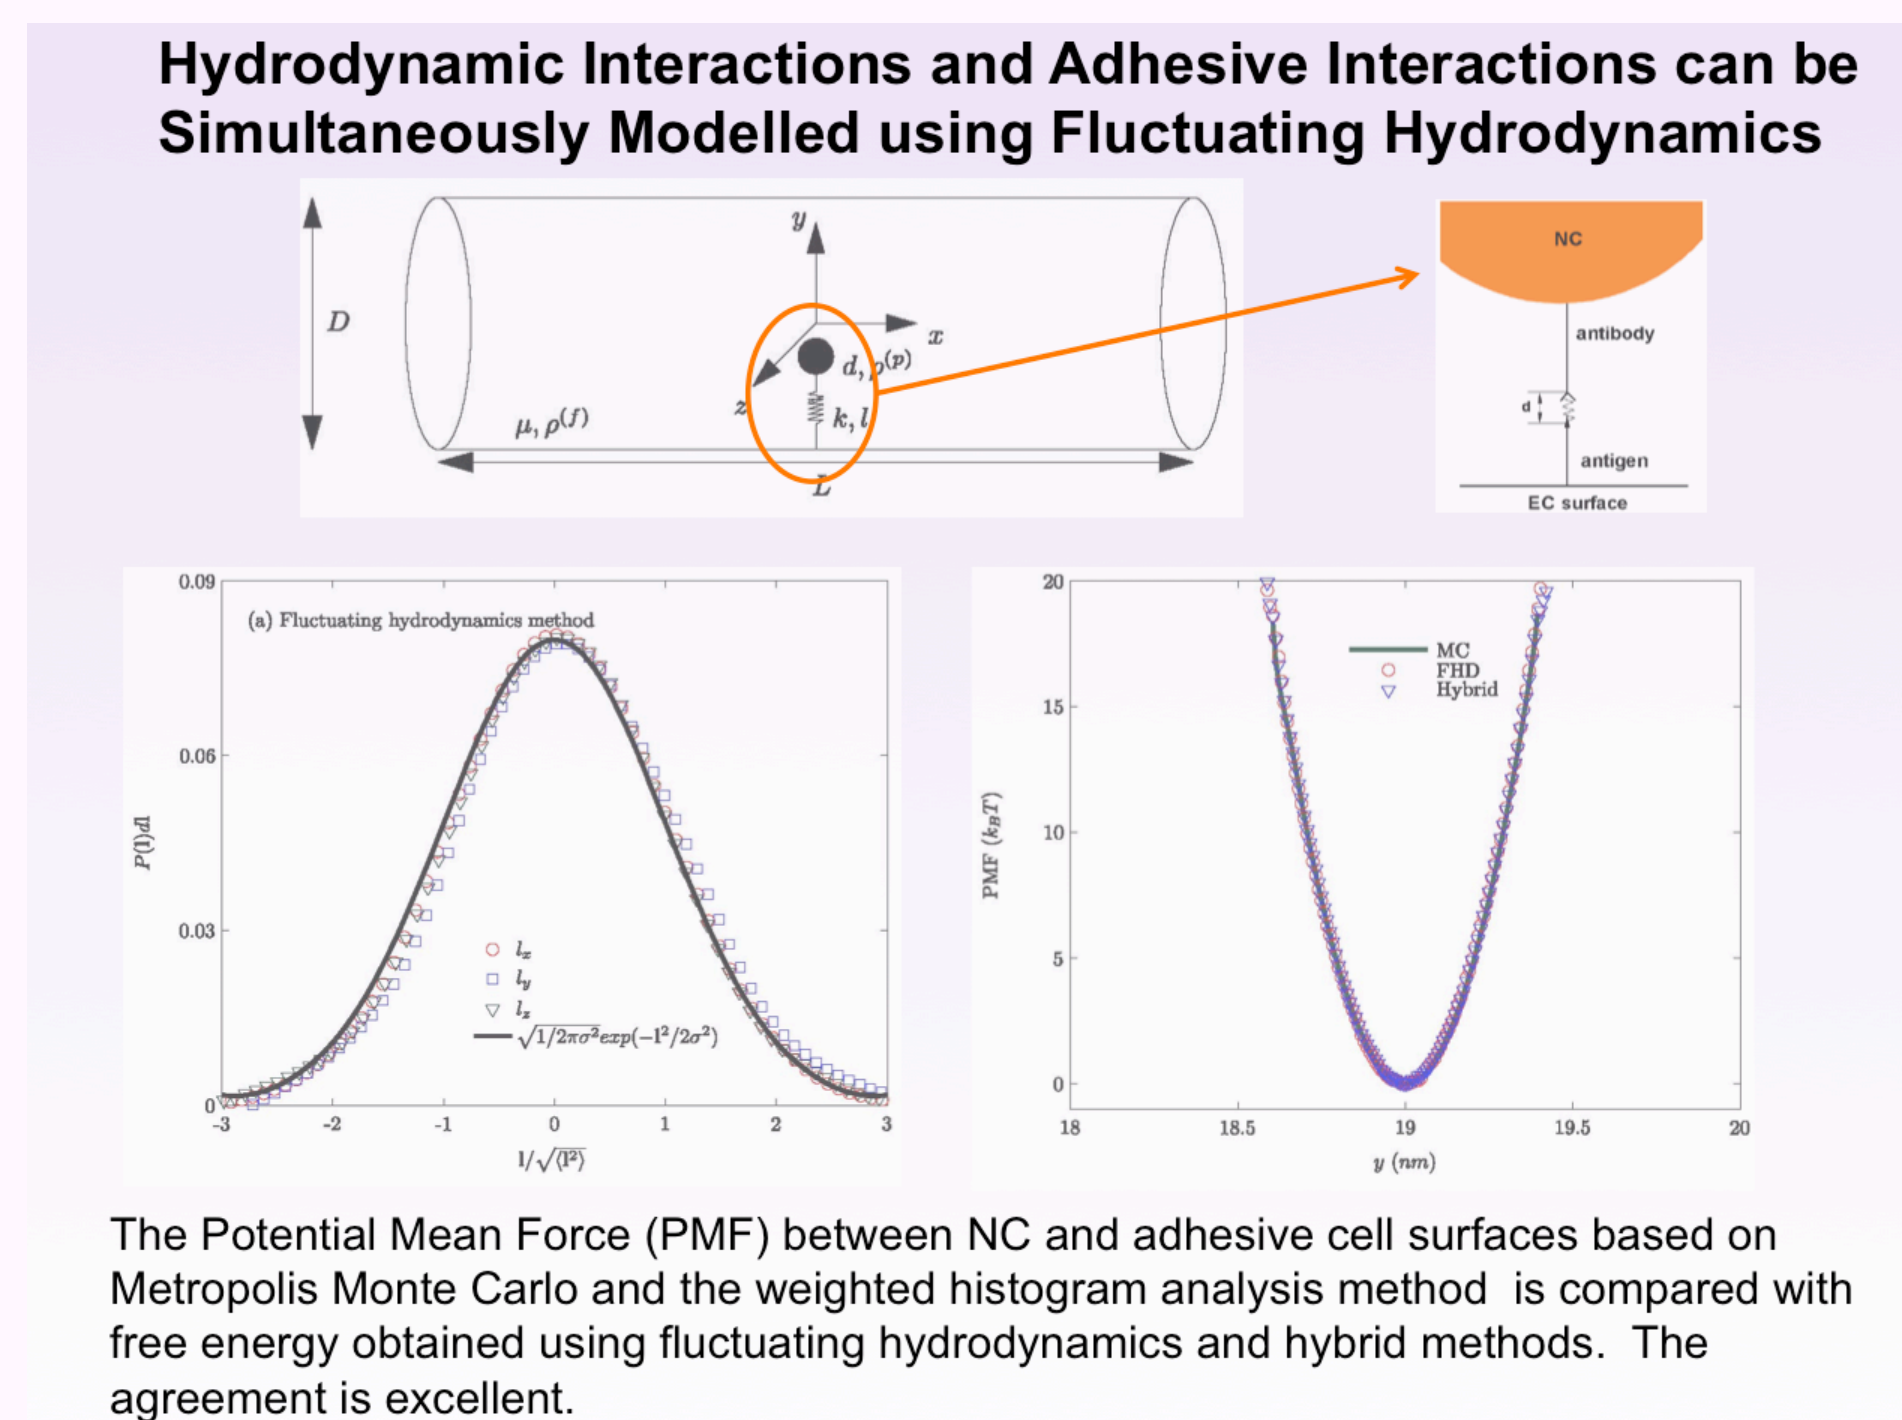 Hydrodynamic Interactions and Adhesive Interactions can be
Simultaneously Modelled using Fluctuating Hydrodynamics
y
D
x
d, ρ(p)
z
k, l
μ, ρ(f)
L
NC
antibody
d
antigen
EC surface
(a) Fluctuating hydrodynamics method
0.09
0.06
0.03
0
P(l)dl
lx
ly
lz
√1/2πσ²exp(−l²/2σ²)
-3 -2 -1 0 1 2 3
l/√⟨l²⟩
MC
FHD
Hybrid
20
15
10
5
0
PMF (kBT)
18 18.5 19 19.5 20
y (nm)
The Potential Mean Force (PMF) between NC and adhesive cell surfaces based on
Metropolis Monte Carlo and the weighted histogram analysis method  is compared with
free energy obtained using fluctuating hydrodynamics and hybrid methods.  The
agreement is excellent.